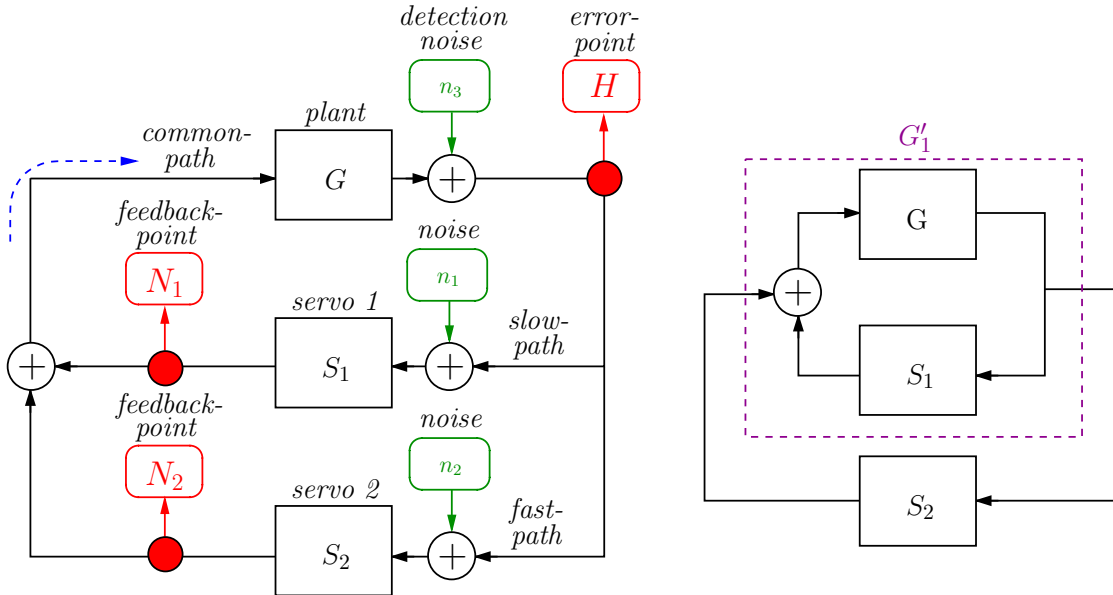 detection
noise
error-
point
n₃
H
plant
common-
path
G
+
feedback-
point
noise
N₁
n₁
servo 1
slow-
path
+
S₁
+
feedback-
point
noise
N₂
n₂
servo 2
fast-
path
S₂
+
G′₁
G
+
S₁
S₂